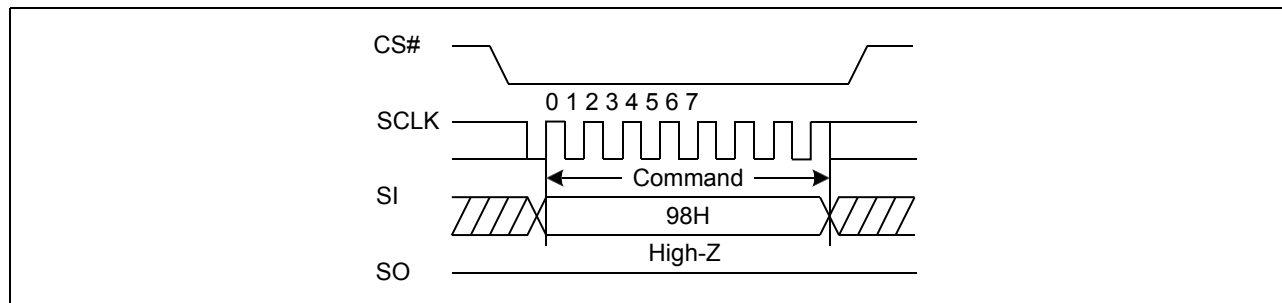 CS#
0 1 2 3 4 5 6 7
SCLK
Command
SI
98H
High-Z
SO